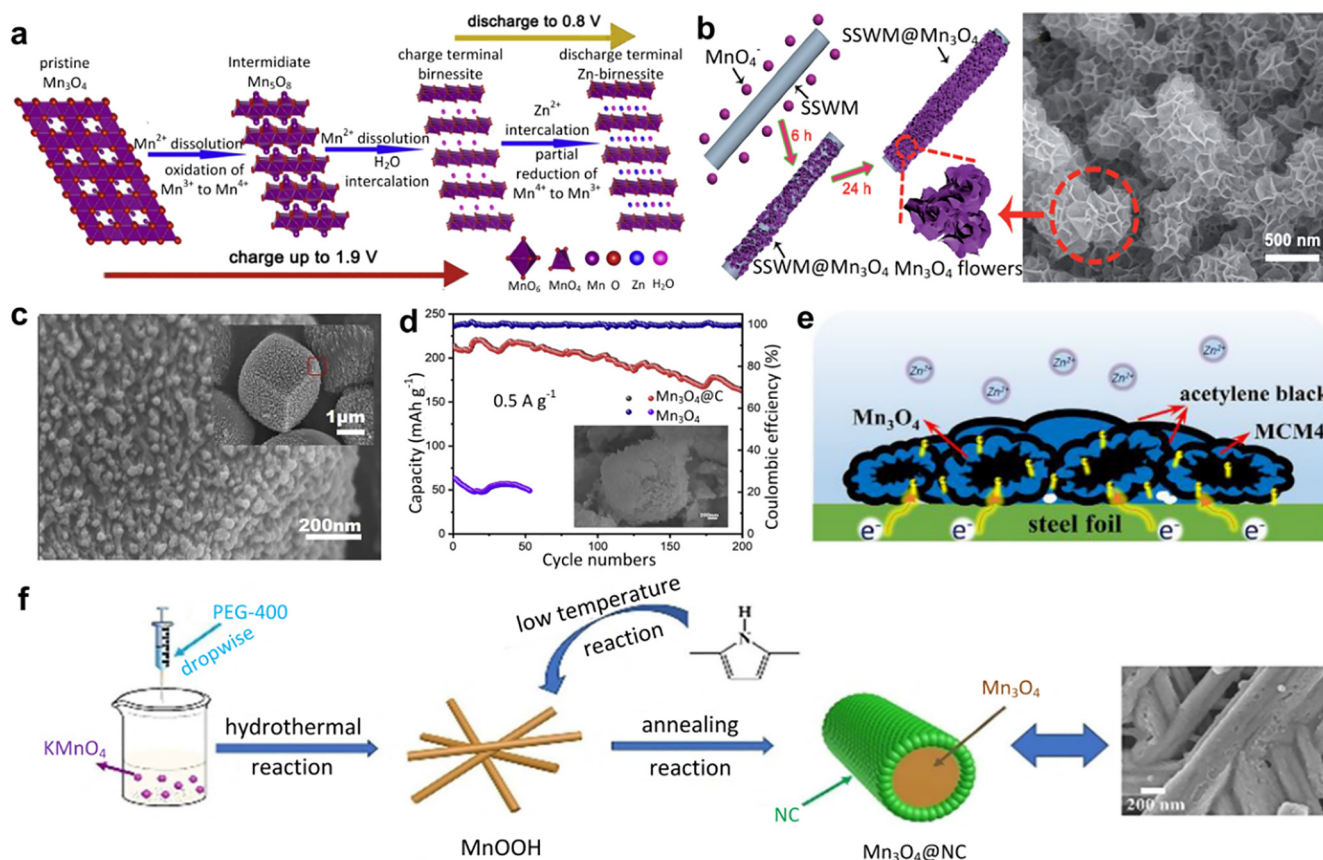 a
discharge to 0.8 V
pristine
Mn₃O₄
Intermidiate
Mn₅O₈
charge terminal
birnessite
discharge terminal
Zn-birnessite
Mn²⁺ dissolution
oxidation of
Mn³⁺ to Mn⁴⁺
Mn²⁺ dissolution
H₂O
intercalation
Zn²⁺
intercalation
partial
reduction of
Mn⁴⁺ to Mn³⁺
charge up to 1.9 V
MnO₆ MnO₄ Mn O Zn H₂O
b
MnO₄⁻
SSWM
6 h
SSWM@Mn₃O₄
24 h
SSWM@Mn₃O₄ Mn₃O₄ flowers
500 nm
c
1μm
200nm
d
Capacity (mAh g⁻¹)
250
200
150
100
50
0
0.5 A g⁻¹
Mn₃O₄@C
Mn₃O₄
Coulombic effciency (%)
100
80
60
40
20
0
0 50 100 150 200
Cycle numbers
e
Zn²⁺
Zn²⁺
Zn²⁺
Zn²⁺
Mn₃O₄
acetylene black
MCM4
steel foil
e⁻ e⁻ e⁻ e⁻
f
PEG-400
dropwise
KMnO₄
hydrothermal
reaction
low temperature
reaction
H
N
MnOOH
annealing
reaction
Mn₃O₄
NC
Mn₃O₄@NC
200 nm